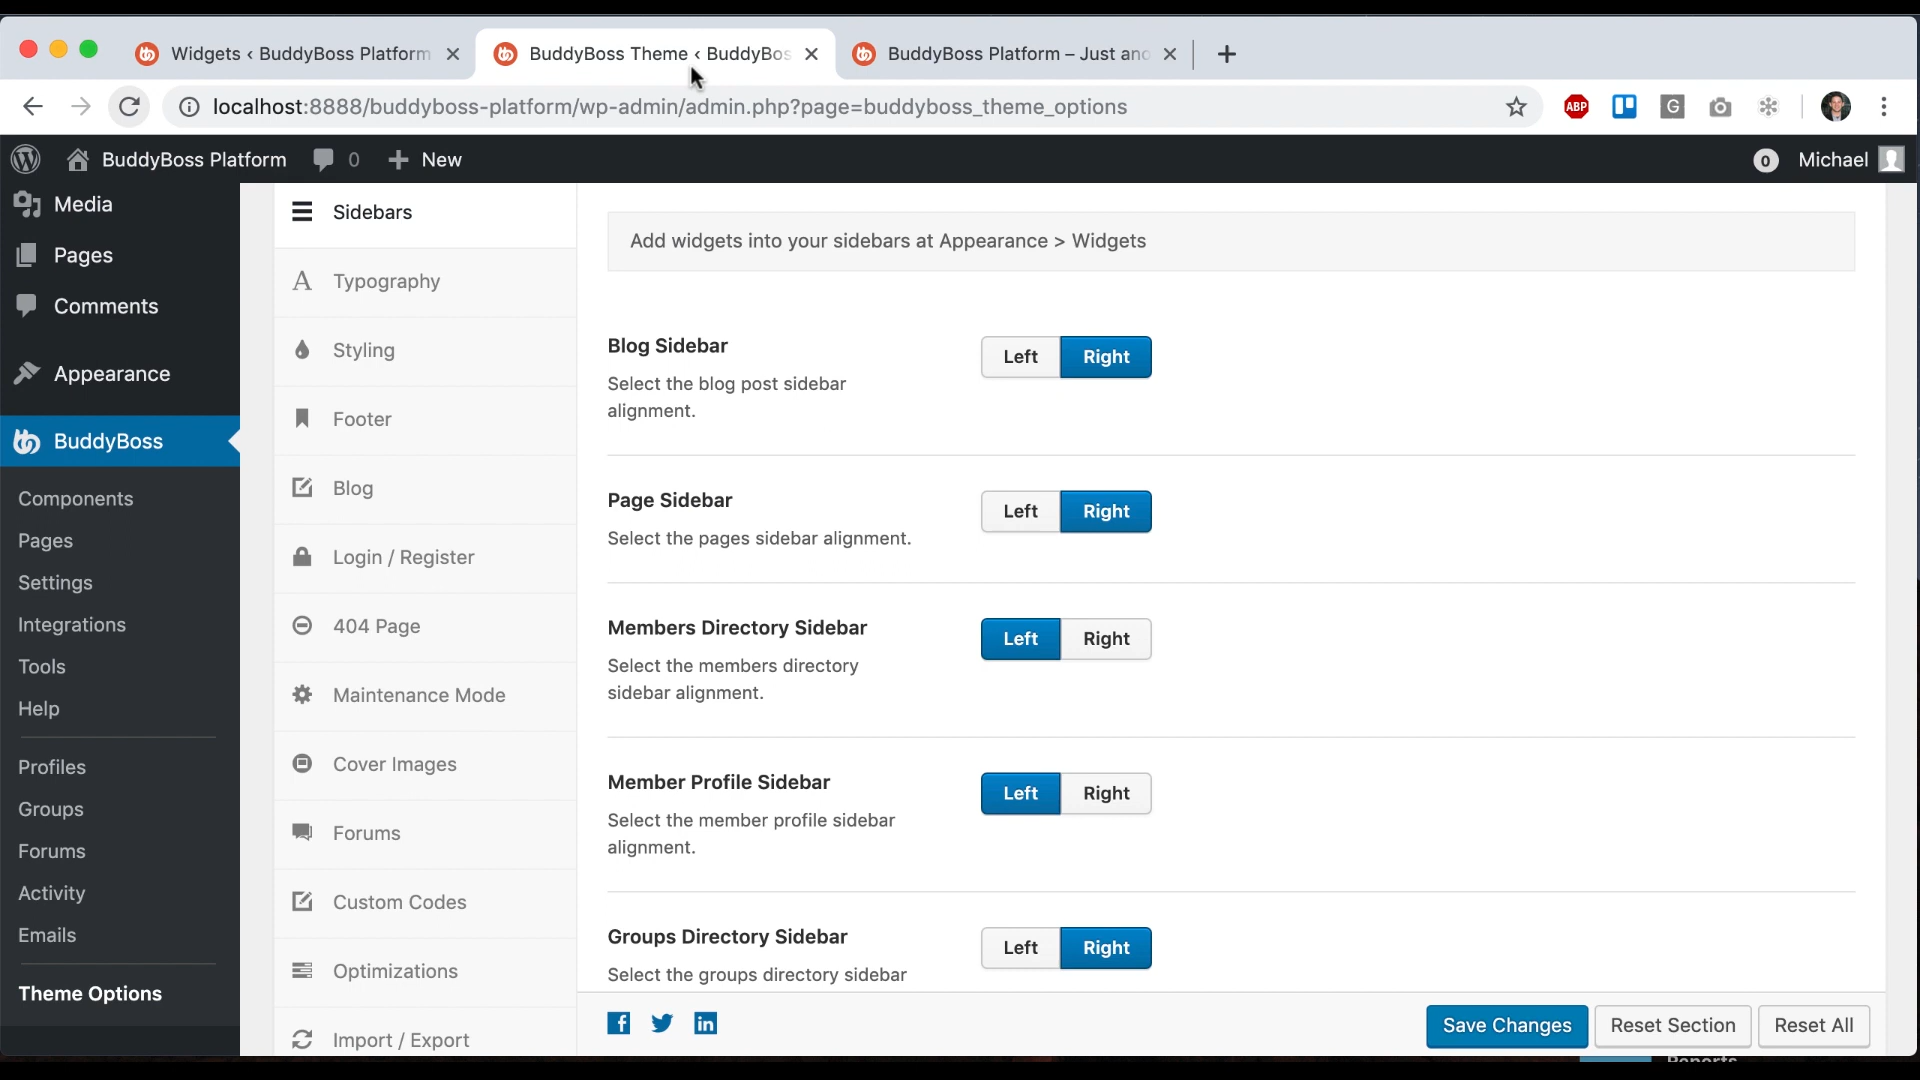 Widgets ‹ BuddyBoss Platform
BuddyBoss Theme ‹ BuddyBos
BuddyBoss Platform – Just ano
localhost:8888/buddyboss-platform/wp-admin/admin.php?page=buddyboss_theme_options
ABP
G
BuddyBoss Platform
0
New
0
Michael
Media
Pages
Comments
Appearance
BuddyBoss
Components
Pages
Settings
Integrations
Tools
Help
Profiles
Groups
Forums
Activity
Emails
Theme Options
Sidebars
Typography
Styling
Footer
Blog
Login / Register
404 Page
Maintenance Mode
Cover Images
Forums
Custom Codes
Optimizations
Import / Export
Add widgets into your sidebars at Appearance > Widgets
Blog Sidebar
Select the blog post sidebar
alignment.
Left Right
Page Sidebar
Select the pages sidebar alignment.
Left Right
Members Directory Sidebar
Select the members directory
sidebar alignment.
Left Right
Member Profile Sidebar
Select the member profile sidebar
alignment.
Left Right
Groups Directory Sidebar
Select the groups directory sidebar
Left Right
Save Changes Reset Section Reset All